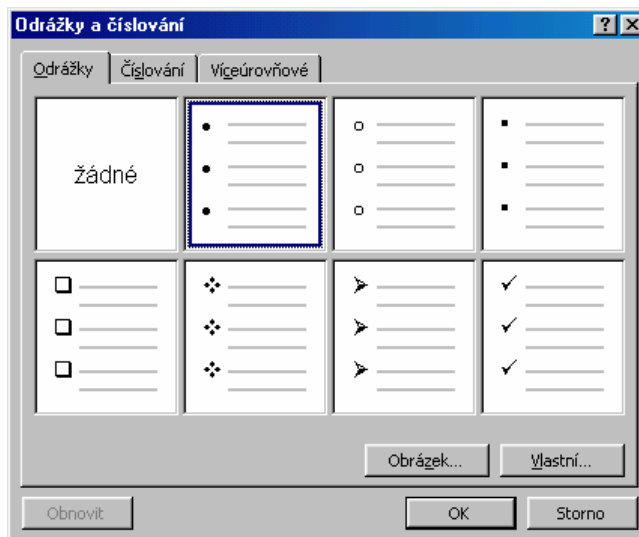 Odrážky a číslování
Odrážky Číslování Víceúrovňové
žádné
Obrázek... Vlastní...
Obnovit OK Storno